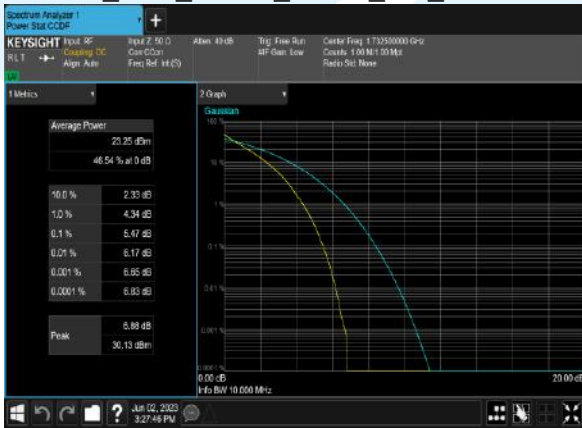 Spectrum Analyzer 1
Power Stat CCDF
+
KEYSIGHT
Input: RF
Input Z: 50 Ω
Atten: 40 dB
Trig: Free Run
Center Freq: 1.732500000 GHz
RLT
Coupling: DC
Corr CCorr
#IF Gain: Low
Counts: 1.00 M/1.00 Mpt
Align: Auto
Freq Ref: Int (S)
Radio Std: None
1 Metrics
2 Graph
Gaussian
Average Power
23.25 dBm
46.54 % at 0 dB
10.0 % 2.33 dB
1.0 % 4.34 dB
0.1 % 5.47 dB
0.01 % 6.17 dB
0.001 % 6.65 dB
0.0001 % 6.83 dB
Peak
6.88 dB
30.13 dBm
100 %
10 %
1 %
0.1 %
0.01 %
0.001 %
0.0001 %
0.00 dB
20.00 dB
Info BW 10.000 MHz
?
Jun 02, 2023
3:27:46 PM